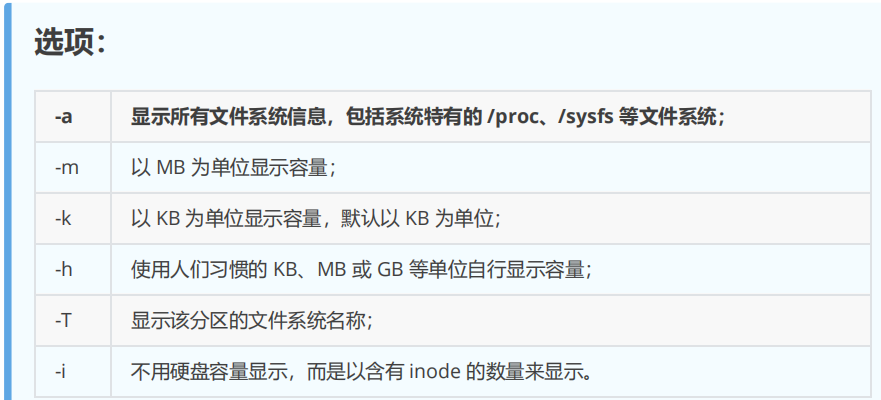 选项：
-a 显示所有文件系统信息，包括系统特有的 /proc、/sysfs 等文件系统；
-m 以 MB 为单位显示容量；
-k 以 KB 为单位显示容量，默认以 KB 为单位；
-h 使用人们习惯的 KB、MB 或 GB 等单位自行显示容量；
-T 显示该分区的文件系统名称；
-i 不用硬盘容量显示，而是以含有 inode 的数量来显示。